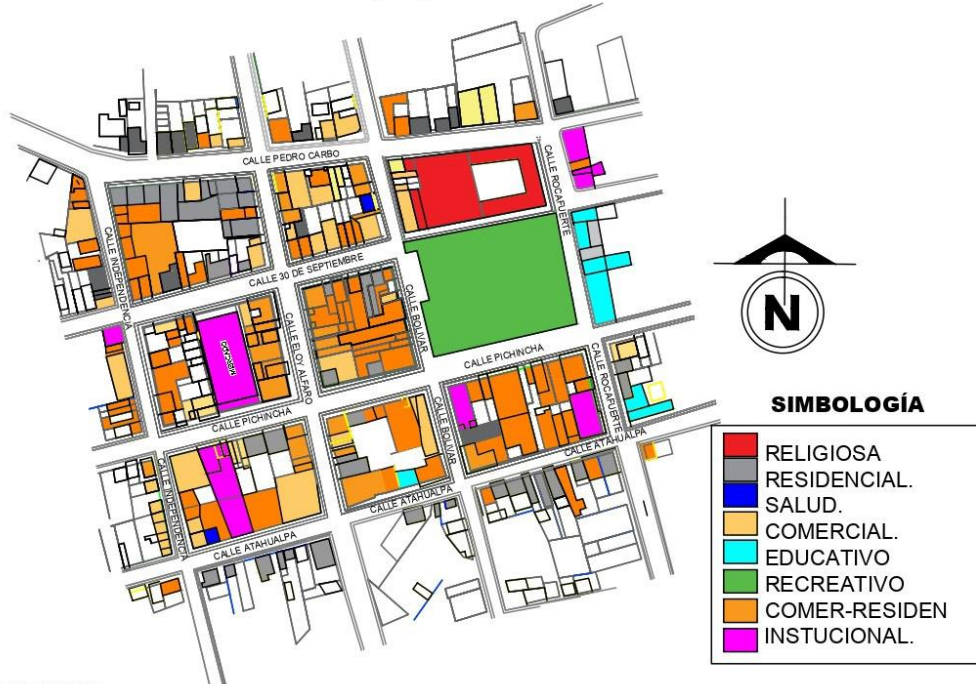 CALLE PEDRO CARBO
CALLE ROCAFUERTE
CALLE INDEPENDENCIA
CALLE 30 DE SEPTIEMBRE
CALLE BOLIVAR
CALLE ELOY ALFARO
MERCADO
CALLE PICHINCHA
CALLE PICHINCHA
CALLE ROCAFUERTE
CALLE BOLIVAR
CALLE ATAHUALPA
CALLE INDEPENDENCIA
CALLE ATAHUALPA
CALLE ATAHUALPA
N
SIMBOLOGÍA
RELIGIOSA
RESIDENCIAL.
SALUD.
COMERCIAL.
EDUCATIVO
RECREATIVO
COMER-RESIDEN
INSTUCIONAL.